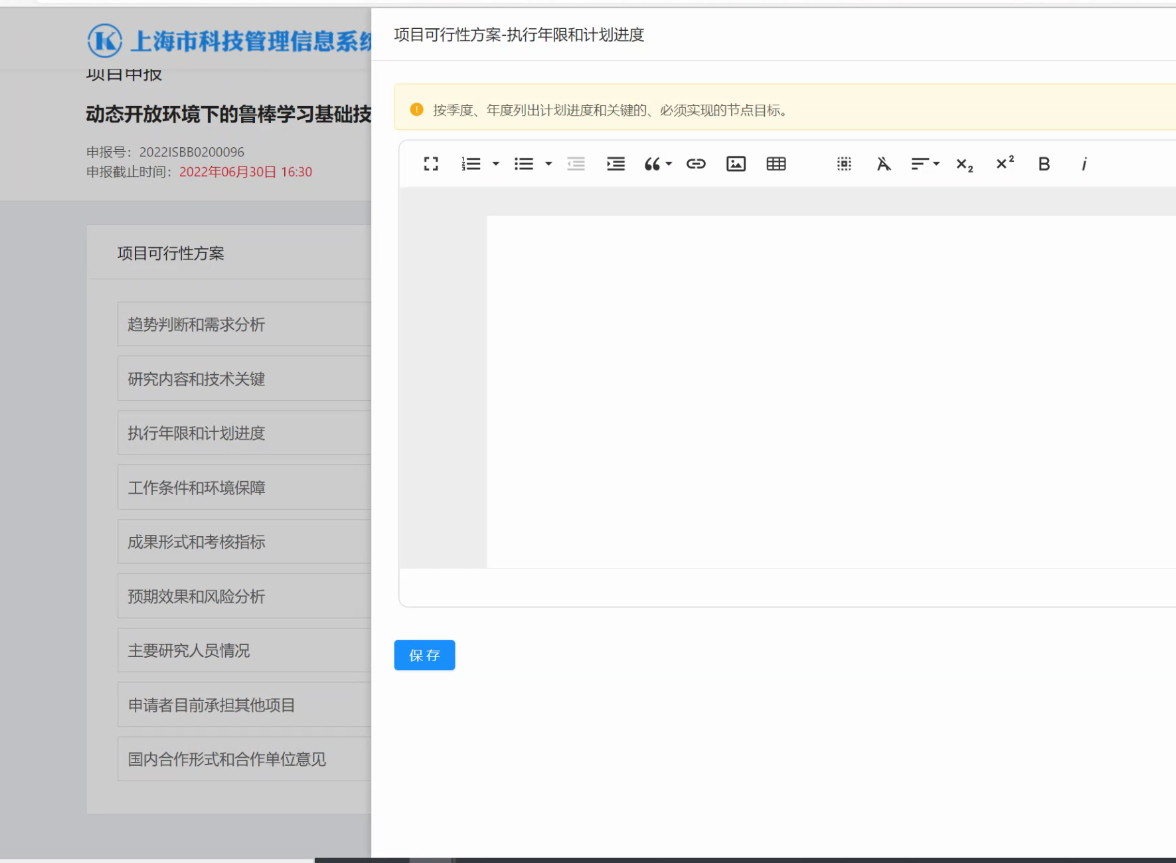 上海市科技管理信息系统
项目申报
动态开放环境下的鲁棒学习基础技
申报号：2022ISBB0200096
申报截止时间：2022年06月30日 16:30
项目可行性方案
趋势判断和需求分析
研究内容和技术关键
执行年限和计划进度
工作条件和环境保障
成果形式和考核指标
预期效果和风险分析
主要研究人员情况
申请者目前承担其他项目
国内合作形式和合作单位意见
项目可行性方案-执行年限和计划进度
按季度、年度列出计划进度和关键的、必须实现的节点目标。
保 存